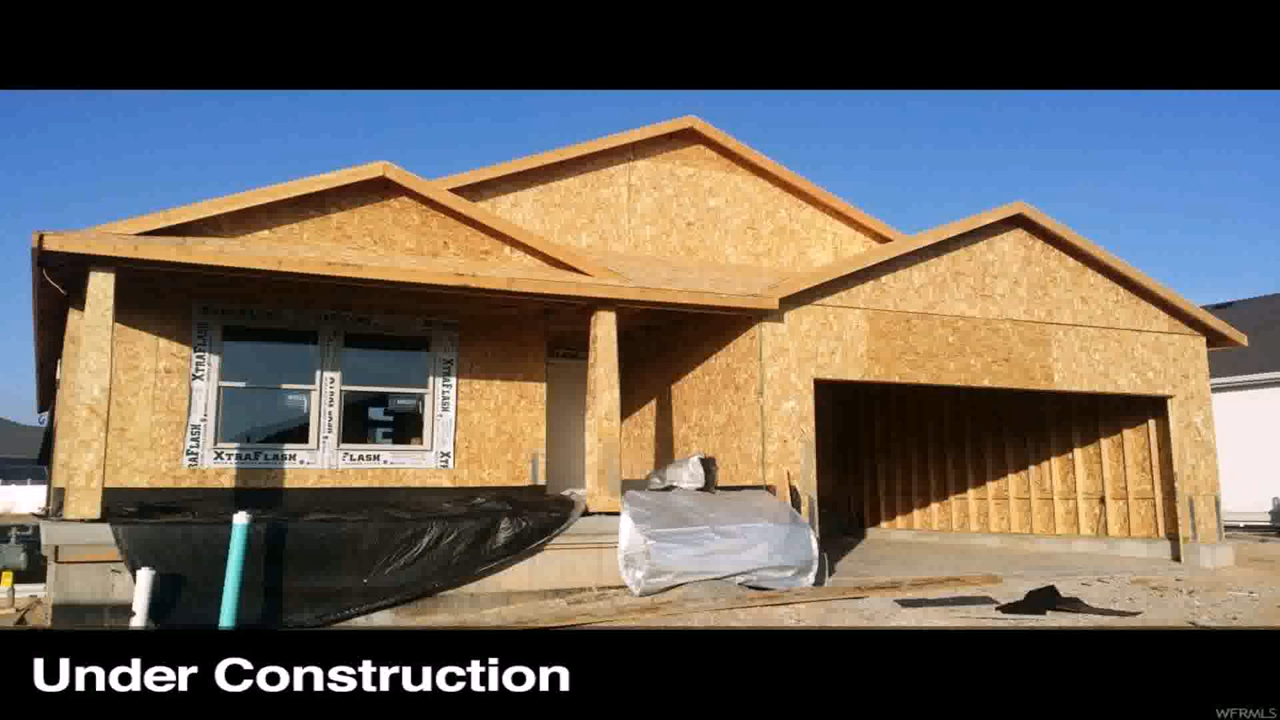 XTRAFLASH
XTRAFLASH
XTRAFLASH
FLASH
Under Construction
WFRMLS